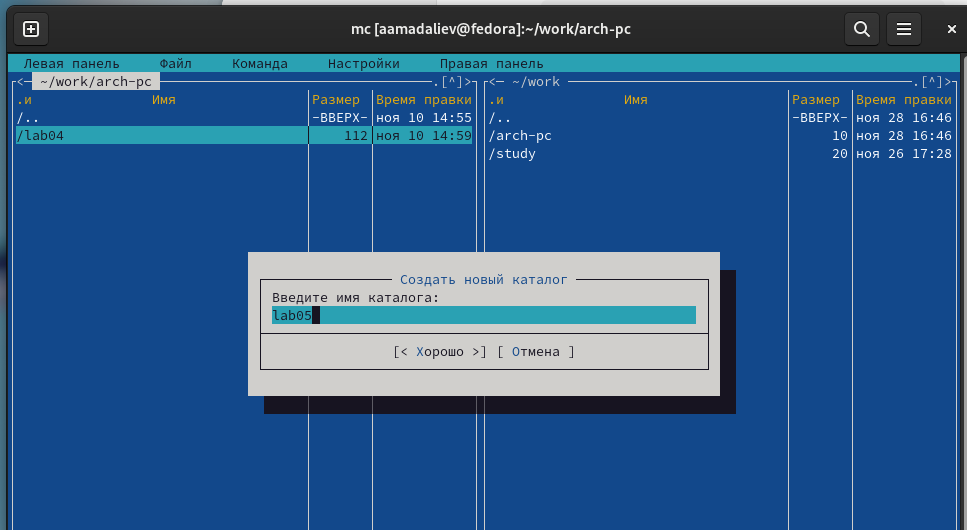 mc [aamadaliev@fedora]:~/work/arch-pc
Левая панель Файл Команда Настройки Правая панель
<— ~/work/arch-pc .[^]> <— ~/work .[^]>
.и Имя Размер Время правки .и Имя Размер Время правки
/.. -ВВЕРХ- ноя 10 14:55 /.. -ВВЕРХ- ноя 28 16:46
/lab04 112 ноя 10 14:59 /arch-pc 10 ноя 28 16:46
/study 20 ноя 26 17:28
Создать новый каталог
Введите имя каталога:
lab05
[< Хорошо >] [ Отмена ]